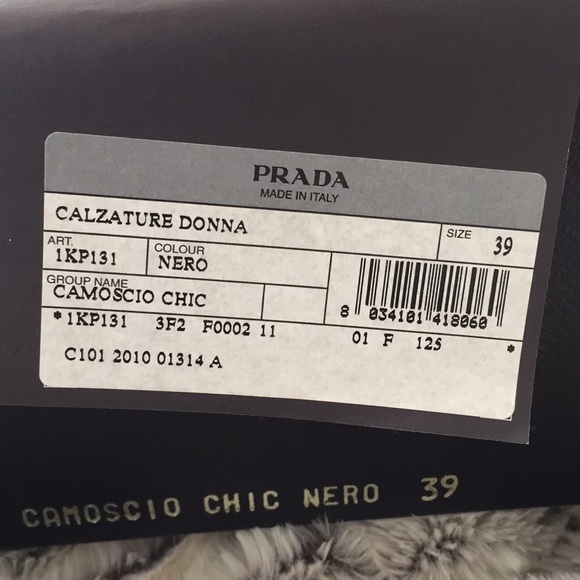 PRADA
MADE IN ITALY
CALZATURE DONNA
SIZE 39
ART. 1KP131
COLOUR NERO
GROUP NAME
CAMOSCIO CHIC
8 034101 418060
*1KP131 3F2 F0002 11 01 F 125 *
C101 2010 01314 A
CAMOSCIO CHIC NERO 39